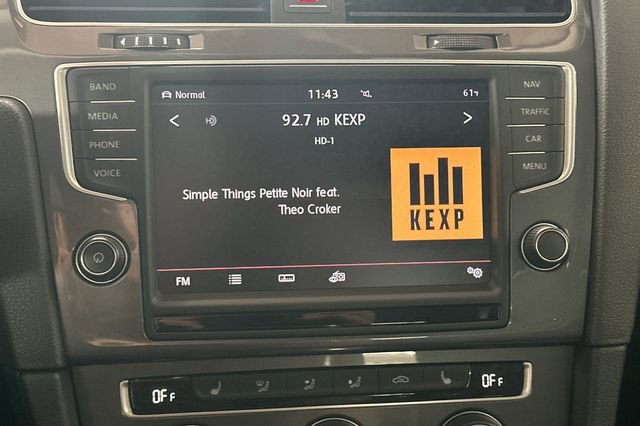 BAND
MEDIA
PHONE
VOICE
NAV
TRAFFIC
CAR
MENU
Normal
11:43
61°F
92.7 HD KEXP
HD-1
Simple Things Petite Noir feat.
Theo Croker
KEXP
FM
OFF
OFF